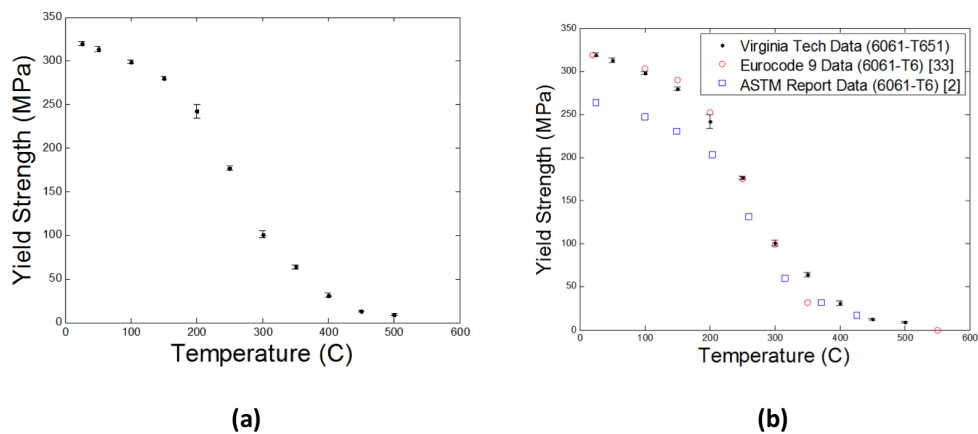 350
300
250
200
150
100
50
0
Yield Strength (MPa)
0 100 200 300 400 500 600
Temperature (C)
(a)
350
300
250
200
150
100
50
0
Yield Strength (MPa)
Virginia Tech Data (6061-T651)
Eurocode 9 Data (6061-T6) [33]
ASTM Report Data (6061-T6) [2]
0 100 200 300 400 500 600
Temperature (C)
(b)